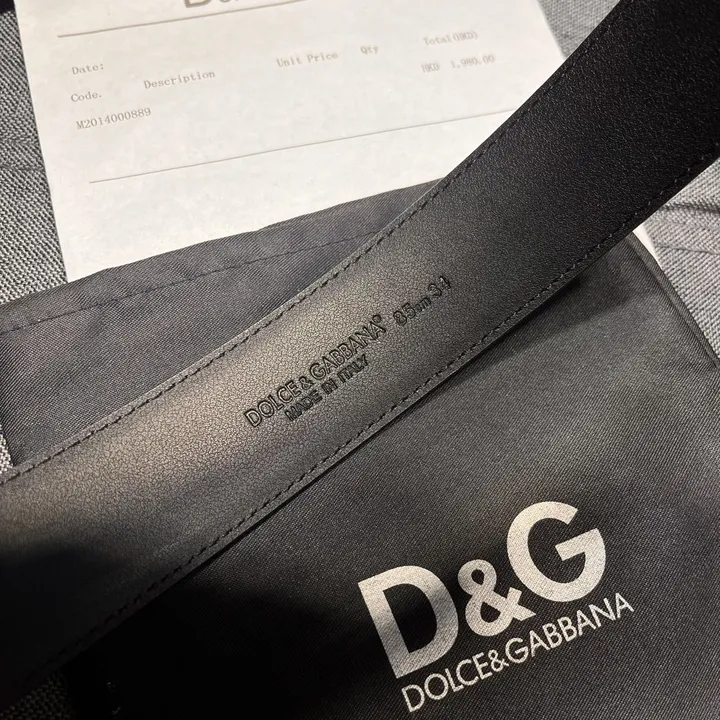 Date:
Code. Description Unit Price Qty Total(HKD)
M2014000889 HKD 1,980.00
DOLCE & GABBANA® 85cm 34
MADE IN ITALY
D&G
DOLCE&GABBANA